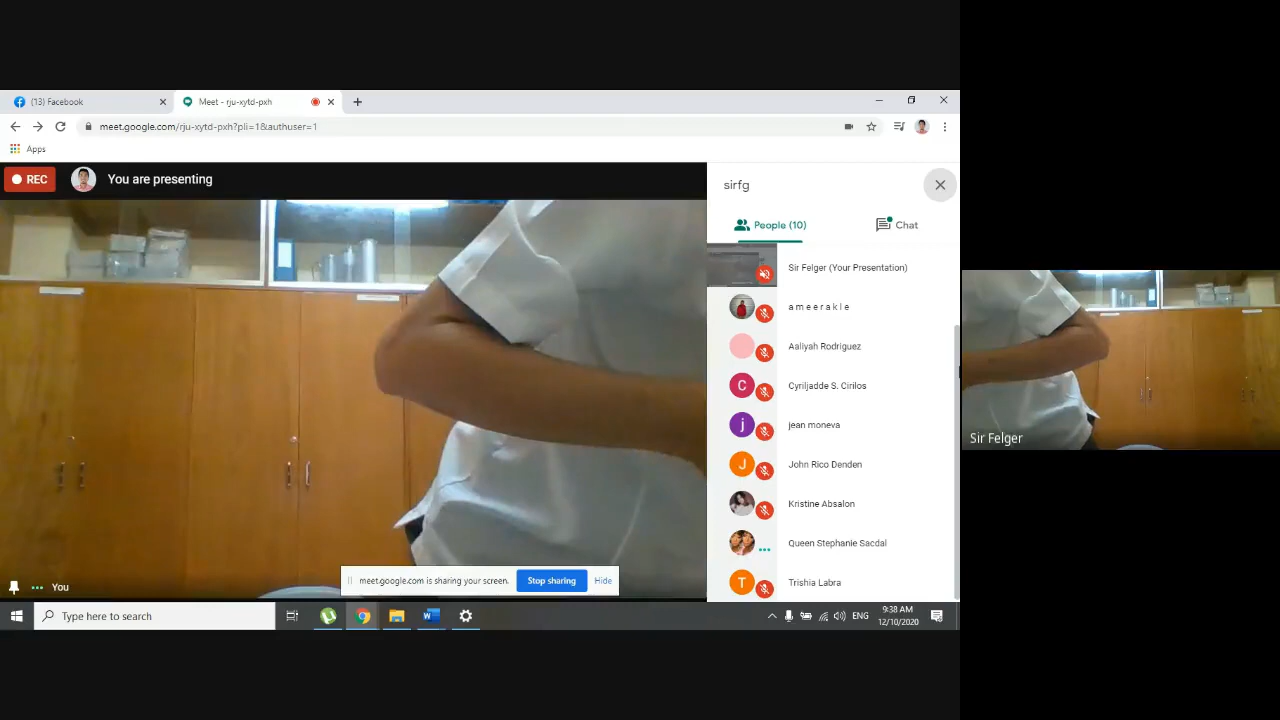 (13) Facebook
Meet - rju-xytd-pxh
meet.google.com/rju-xytd-pxh?pli=1&authuser=1
Apps
REC
You are presenting
sirfg
People (10)
Chat
Sir Felger (Your Presentation)
a m e e r a k l e
Aaliyah Rodriguez
C
Cyriljadde S. Cirilos
j
jean moneva
J
John Rico Denden
Kristine Absalon
Queen Stephanie Sacdal
T
Trishia Labra
You
meet.google.com is sharing your screen.
Stop sharing
Hide
Type here to search
W
ENG
9:38 AM
12/10/2020
Sir Felger